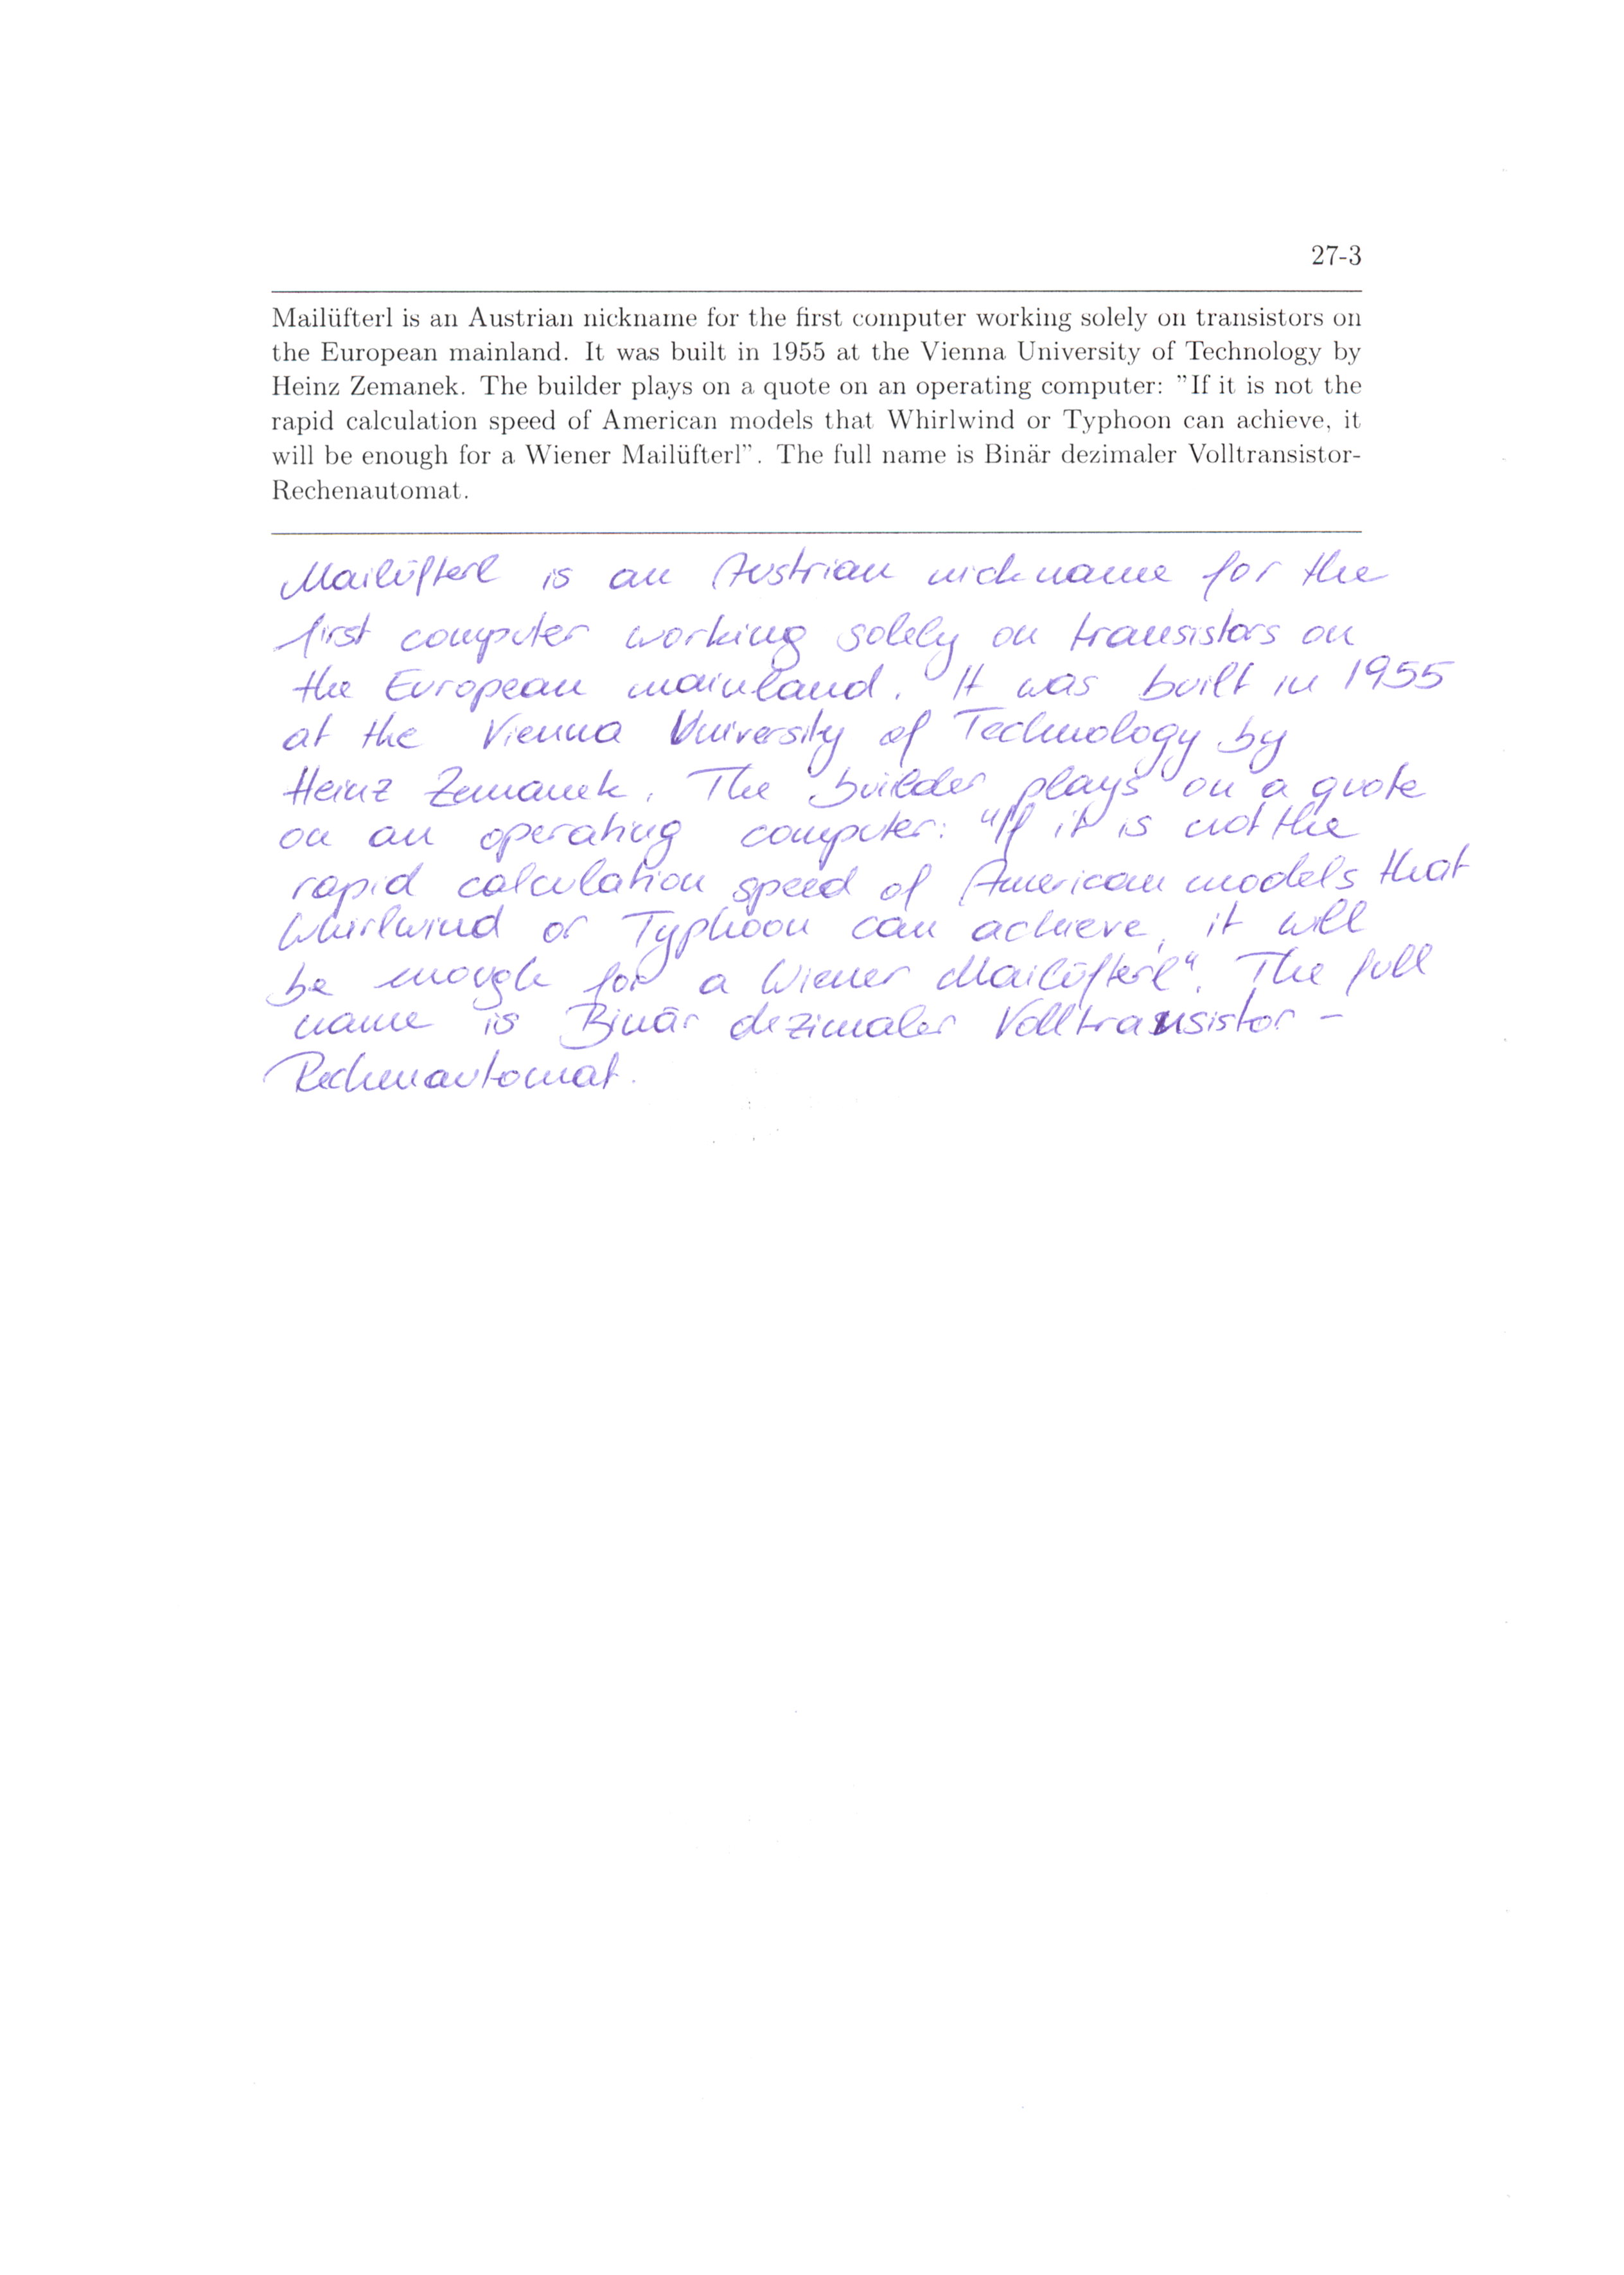 27-3
Mailüfterl is an Austrian nickname for the first computer working solely on transistors on
the European mainland. It was built in 1955 at the Vienna University of Technology by
Heinz Zemanek. The builder plays on a quote on an operating computer: ”If it is not the
rapid calculation speed of American models that Whirlwind or Typhoon can achieve, it
will be enough for a Wiener Mailüfterl”. The full name is Binär dezimaler Volltransistor-
Rechenautomat.
Mailüfterl is an Austrian nickname for the
first computer working solely on transistors on
the European mainland. It was built in 1955
at the Vienna University of Technology by
Heinz Zemanek. The builder plays on a quote
on an operating computer: “If it is not the
rapid calculation speed of American models that
Whirlwind or Typhoon can achieve, it will
be enough for a Wiener Mailüfterl“. The full
name is Binär dezimaler Volltransistor -
Rechenautomat.